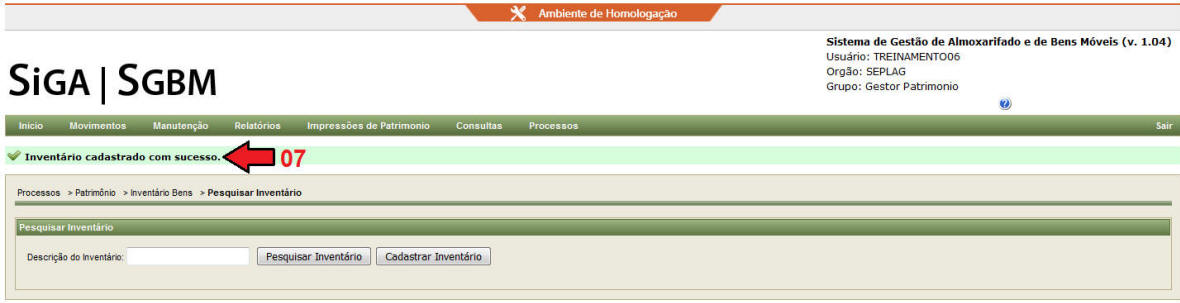 Ambiente de Homologação
Sistema de Gestão de Almoxarifado e de Bens Móveis (v. 1.04)
Usuário: TREINAMENTO06
Orgão: SEPLAG
Grupo: Gestor Patrimonio
SIGA | SGBM
Inicio Movimentos Manutenção Relatórios Impressões de Patrimonio Consultas Processos Sair
Inventário cadastrado com sucesso. 07
Processos > Patrimônio > Inventário Bens > Pesquisar Inventário
Pesquisar Inventário
Descrição do Inventário: Pesquisar Inventário Cadastrar Inventário